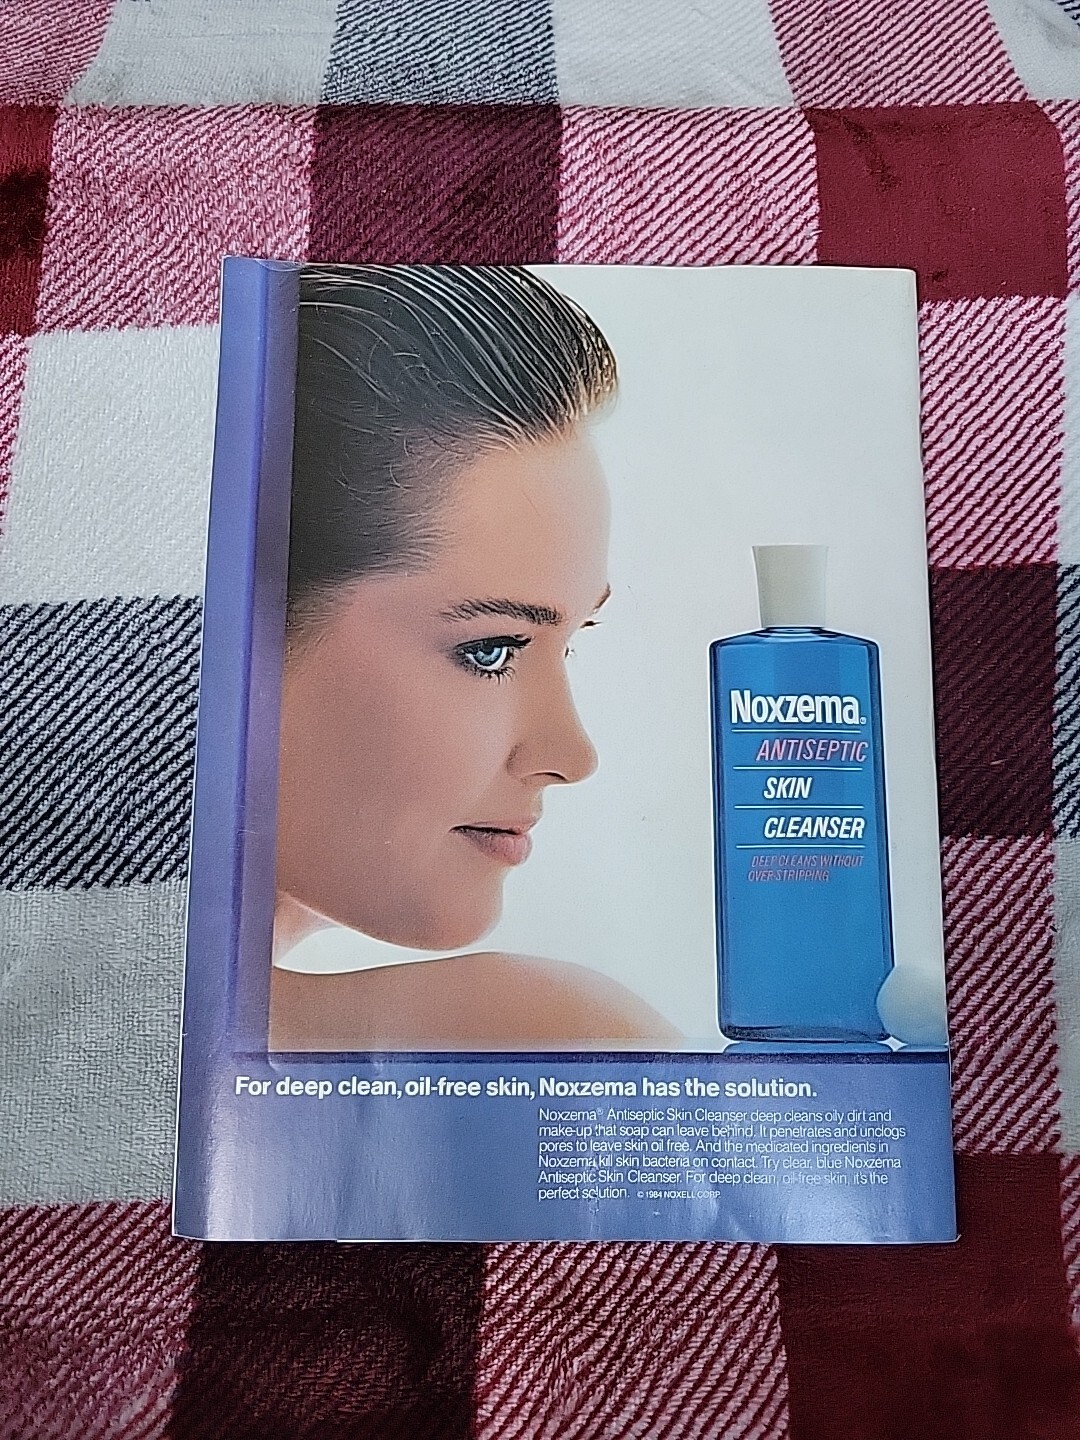 Noxzema®
ANTISEPTIC
SKIN
CLEANSER
DEEP CLEANS WITHOUT
OVER-STRIPPING
For deep clean, oil-free skin, Noxzema has the solution.
Noxzema® Antiseptic Skin Cleanser deep cleans oily dirt and
make-up that soap can leave behind. It penetrates and unclogs
pores to leave skin oil free. And the medicated ingredients in
Noxzema kill skin bacteria on contact. Try clear, blue Noxzema
Antiseptic Skin Cleanser. For deep clean, oil-free skin, it's the
perfect solution. © 1984 NOXELL CORP.